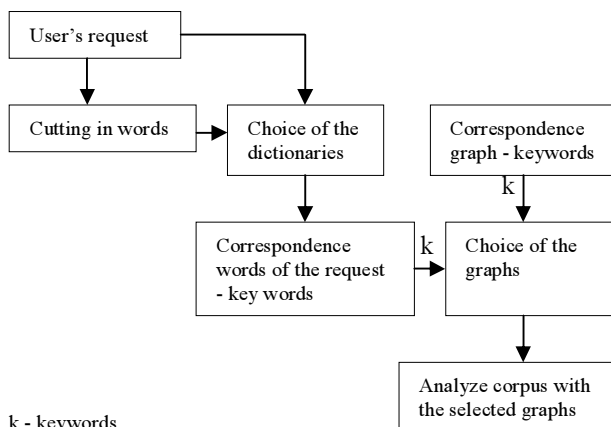 User's request
Cutting in words
Choice of the
dictionaries
Correspondence
graph - keywords
k
Correspondence
words of the request
- key words
k
Choice of the
graphs
Analyze corpus with
the selected graphs
k - keywords